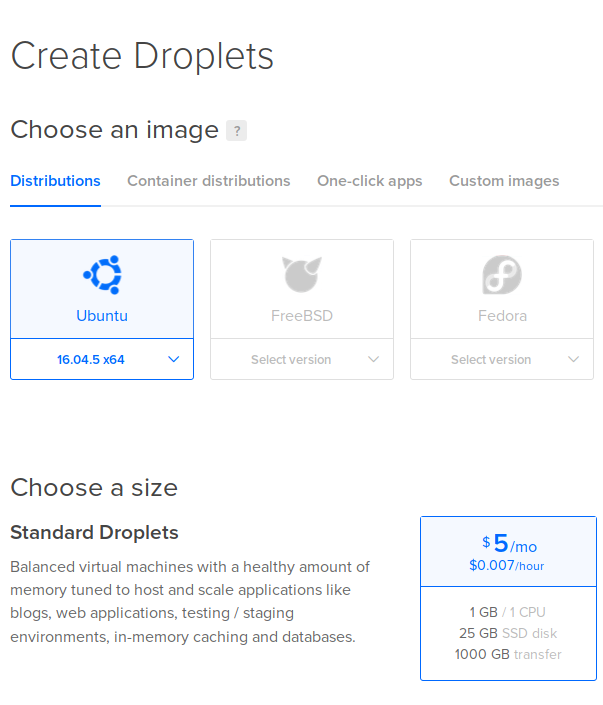 Create Droplets
Choose an image ?
Distributions Container distributions One-click apps Custom images
Ubuntu FreeBSD Fedora
16.04.5 x64 Select version Select version
Choose a size
Standard Droplets
Balanced virtual machines with a healthy amount of
memory tuned to host and scale applications like
blogs, web applications, testing / staging
environments, in-memory caching and databases.
$5/mo
$0.007/hour
1 GB / 1 CPU
25 GB SSD disk
1000 GB transfer